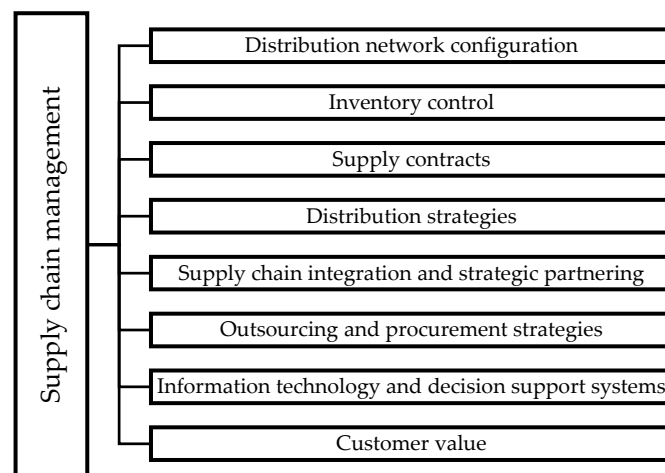 Supply chain management
Distribution network configuration
Inventory control
Supply contracts
Distribution strategies
Supply chain integration and strategic partnering
Outsourcing and procurement strategies
Information technology and decision support systems
Customer value